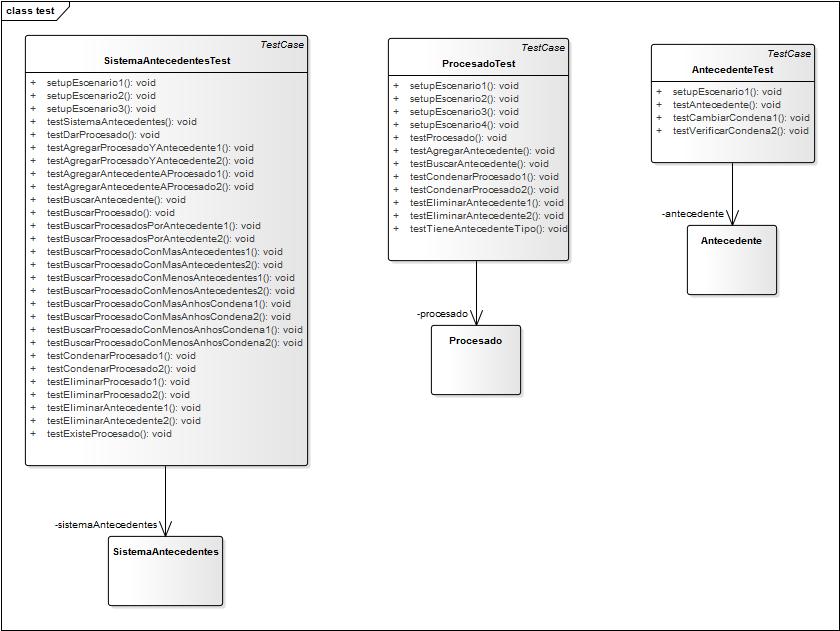 class test
TestCase
SistemaAntecedentesTest
+ setupEscenario1(): void
+ setupEscenario2(): void
+ setupEscenario3(): void
+ testSistemaAntecedentes(): void
+ testDarProcesado(): void
+ testAgregarProcesadoYAntecedente1(): void
+ testAgregarProcesadoYAntecedente2(): void
+ testAgregarAntecedenteAProcesado1(): void
+ testAgregarAntecedenteAProcesado2(): void
+ testBuscarAntecedente(): void
+ testBuscarProcesado(): void
+ testBuscarProcesadosPorAntecedente1(): void
+ testBuscarProcesadosPorAntecdente2(): void
+ testBuscarProcesadoConMasAntecedentes1(): void
+ testBuscarProcesadoConMasAntecedentes2(): void
+ testBuscarProcesadoConMenosAntecedentes1(): void
+ testBuscarProcesadoConMenosAntecedentes2(): void
+ testBuscarProcesadoConMasAnhosCondena1(): void
+ testBuscarProcesadoConMasAnhosCondena2(): void
+ testBuscarProcesadoConMenosAnhosCondena1(): void
+ testBuscarProcesadoConMenosAnhosCondena2(): void
+ testCondenarProcesado1(): void
+ testCondenarProcesado2(): void
+ testEliminarProcesado1(): void
+ testEliminarProcesado2(): void
+ testEliminarAntecedente1(): void
+ testEliminarAntecedente2(): void
+ testExisteProcesado(): void
-sistemaAntecedentes
SistemaAntecedentes
TestCase
ProcesadoTest
+ setupEscenario1(): void
+ setupEscenario2(): void
+ setupEscenario3(): void
+ setupEscenario4(): void
+ testProcesado(): void
+ testAgregarAntecedente(): void
+ testBuscarAntecedente(): void
+ testCondenarProcesado1(): void
+ testCondenarProcesado2(): void
+ testEliminarAntecedente1(): void
+ testEliminarAntecedente2(): void
+ testTieneAntecedenteTipo(): void
-procesado
Procesado
TestCase
AntecedenteTest
+ setupEscenario1(): void
+ testAntecedente(): void
+ testCambiarCondena1(): void
+ testVerificarCondena2(): void
-antecedente
Antecedente